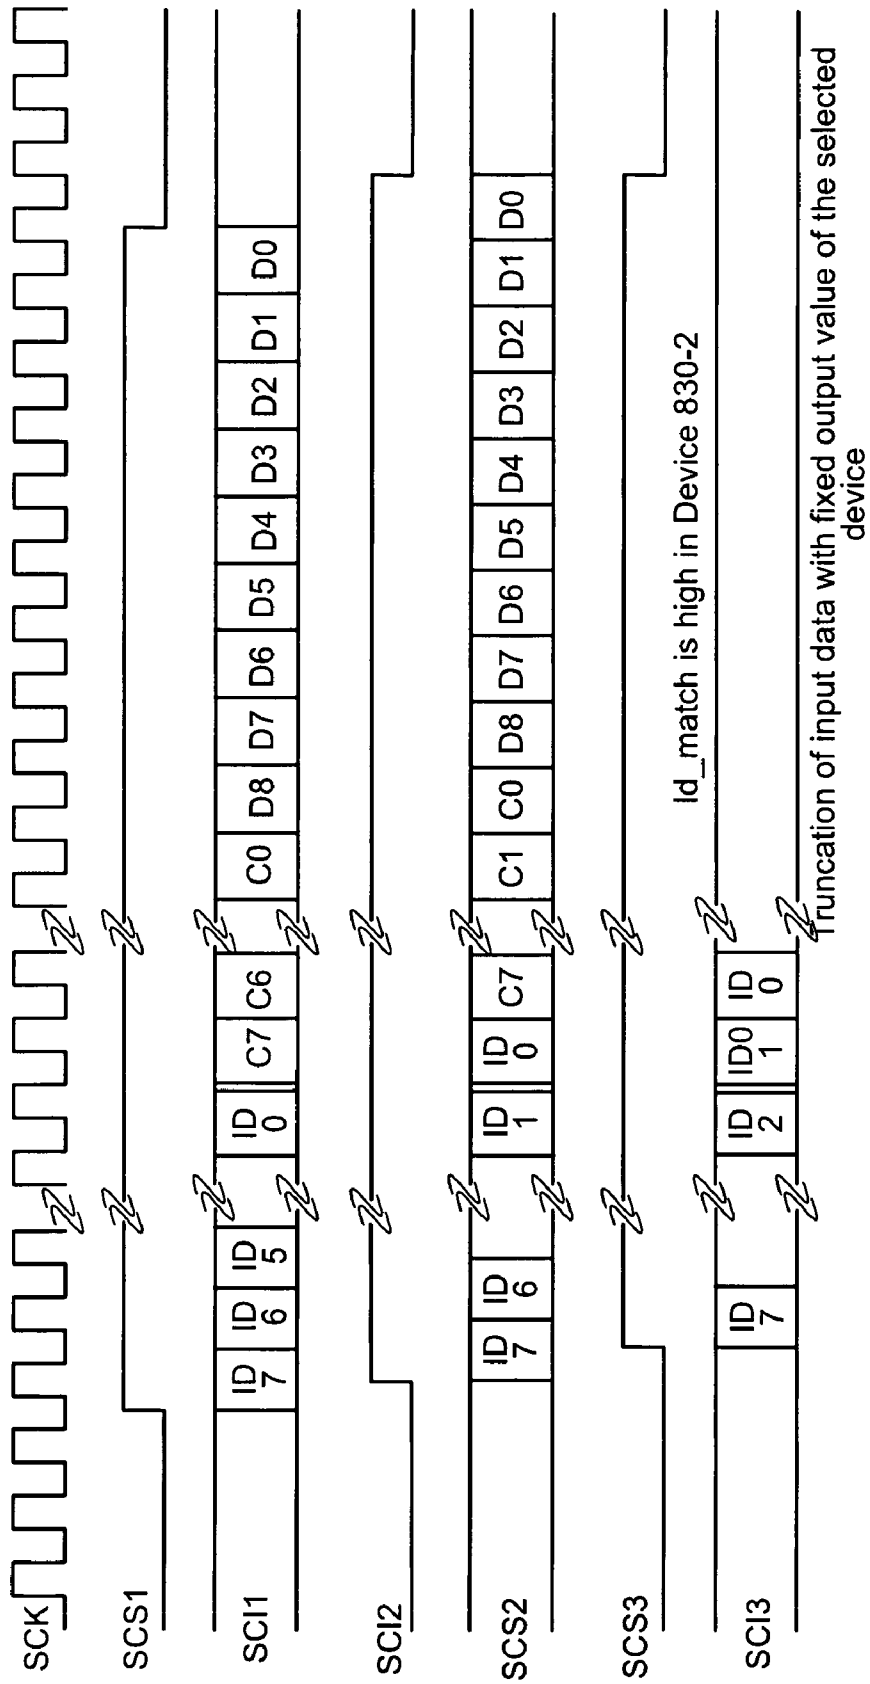 SCK
SCS1
SCI1
ID 7
ID 6
ID 5
ID 0
C7
C6
C0
D8
D7
D6
D5
D4
D3
D2
D1
D0
SCI2
SCS2
ID 7
ID 6
ID 1
ID 0
C7
C1
C0
D8
D7
D6
D5
D4
D3
D2
D1
D0
SCS3
Id_match is high in Device 830-2
SCI3
ID 7
ID 2
ID0 1
ID 0
Truncation of input data with fixed output value of the selected
device